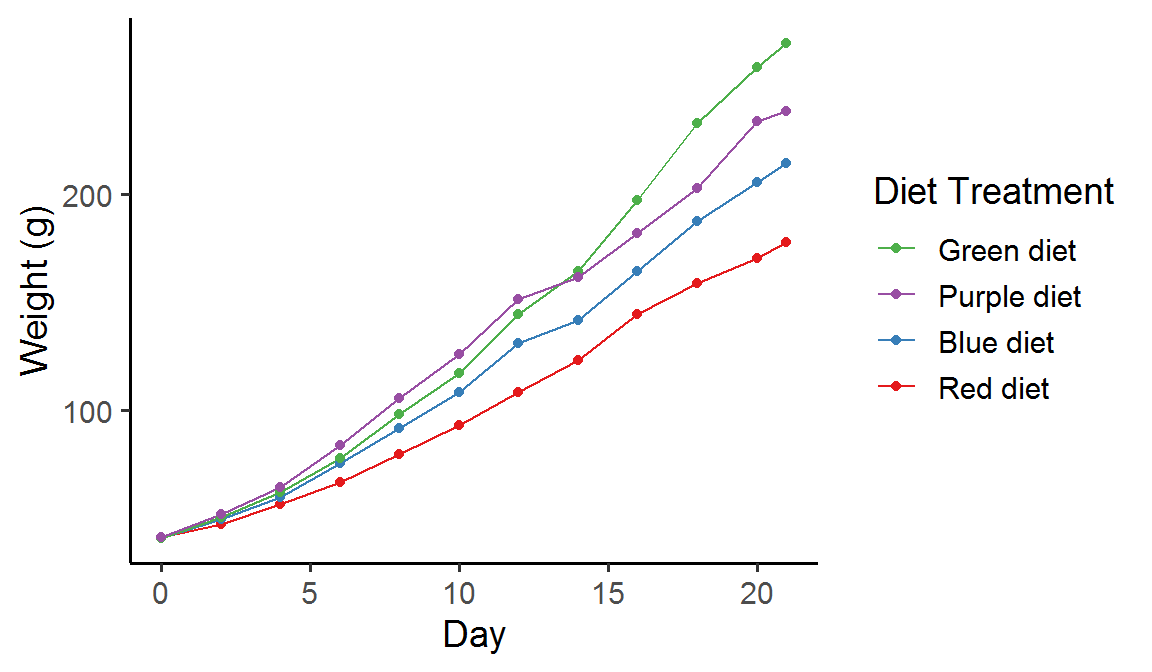 Weight (g)
200
100
0 5 10 15 20
Day
Diet Treatment
Green diet
Purple diet
Blue diet
Red diet